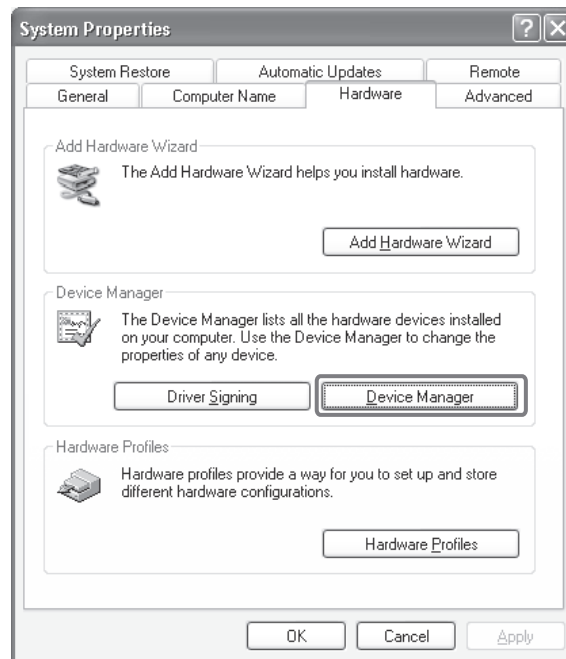 System Properties
System Restore Automatic Updates Remote
General Computer Name Hardware Advanced
Add Hardware Wizard
The Add Hardware Wizard helps you install hardware.
Add Hardware Wizard
Device Manager
The Device Manager lists all the hardware devices installed
on your computer. Use the Device Manager to change the
properties of any device.
Driver Signing Device Manager
Hardware Profiles
Hardware profiles provide a way for you to set up and store
different hardware configurations.
Hardware Profiles
OK Cancel Apply